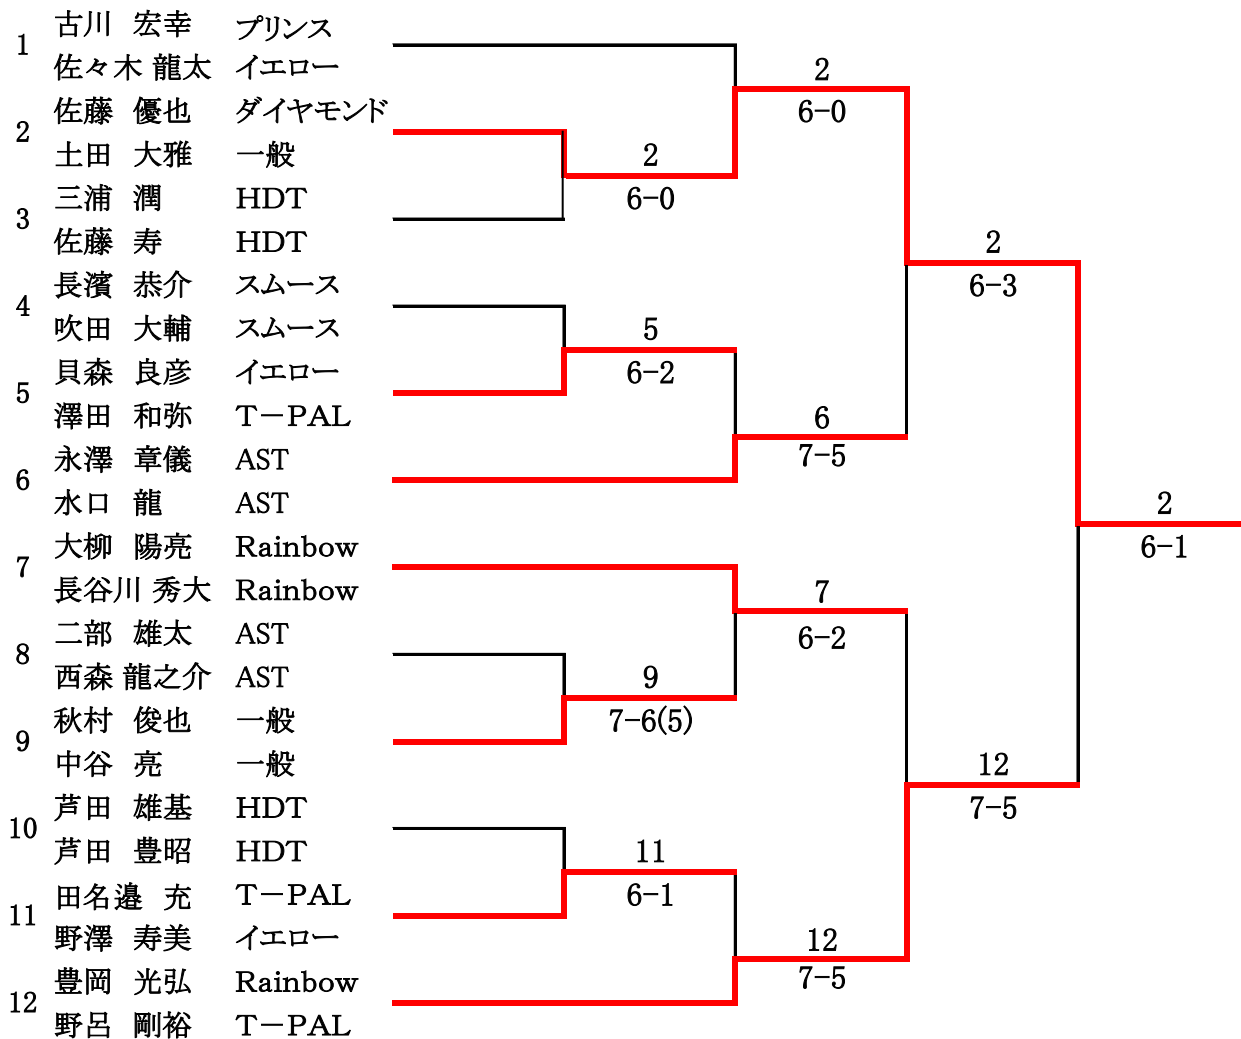 1 古川 宏幸 プリンス
佐々木 龍太 イエロー
2 佐藤 優也 ダイヤモンド
土田 大雅 一般
3 三浦 潤 HDT
佐藤 寿 HDT
4 長濱 恭介 スムース
吹田 大輔 スムース
5 貝森 良彦 イエロー
澤田 和弥 T-PAL
6 永澤 章儀 AST
水口 龍 AST
7 大柳 陽亮 Rainbow
長谷川 秀大 Rainbow
8 二部 雄太 AST
西森 龍之介 AST
9 秋村 俊也 一般
中谷 亮 一般
10 芦田 雄基 HDT
芦田 豊昭 HDT
11 田名邉 充 T-PAL
野澤 寿美 イエロー
12 豊岡 光弘 Rainbow
野呂 剛裕 T-PAL
2
6-0
5
6-2
9
7-6(5)
11
6-1
2
6-0
6
7-5
7
6-2
12
7-5
2
6-3
12
7-5
2
6-1